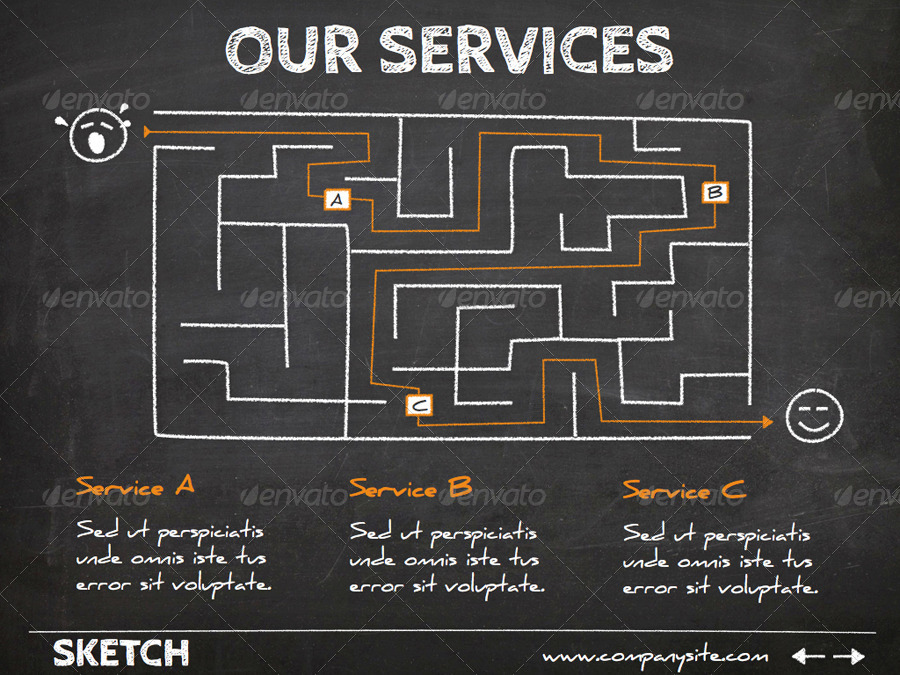 OUR SERVICES
A
B
C
Service A
Sed ut perspiciatis
unde omnis iste tus
error sit voluptate.
Service B
Sed ut perspiciatis
unde omnis iste tus
error sit voluptate.
Service C
Sed ut perspiciatis
unde omnis iste tus
error sit voluptate.
SKETCH
www.companysite.com
envato
envato
envato
envato
envato
envato
envato
envato
envato
envato
envato
envato